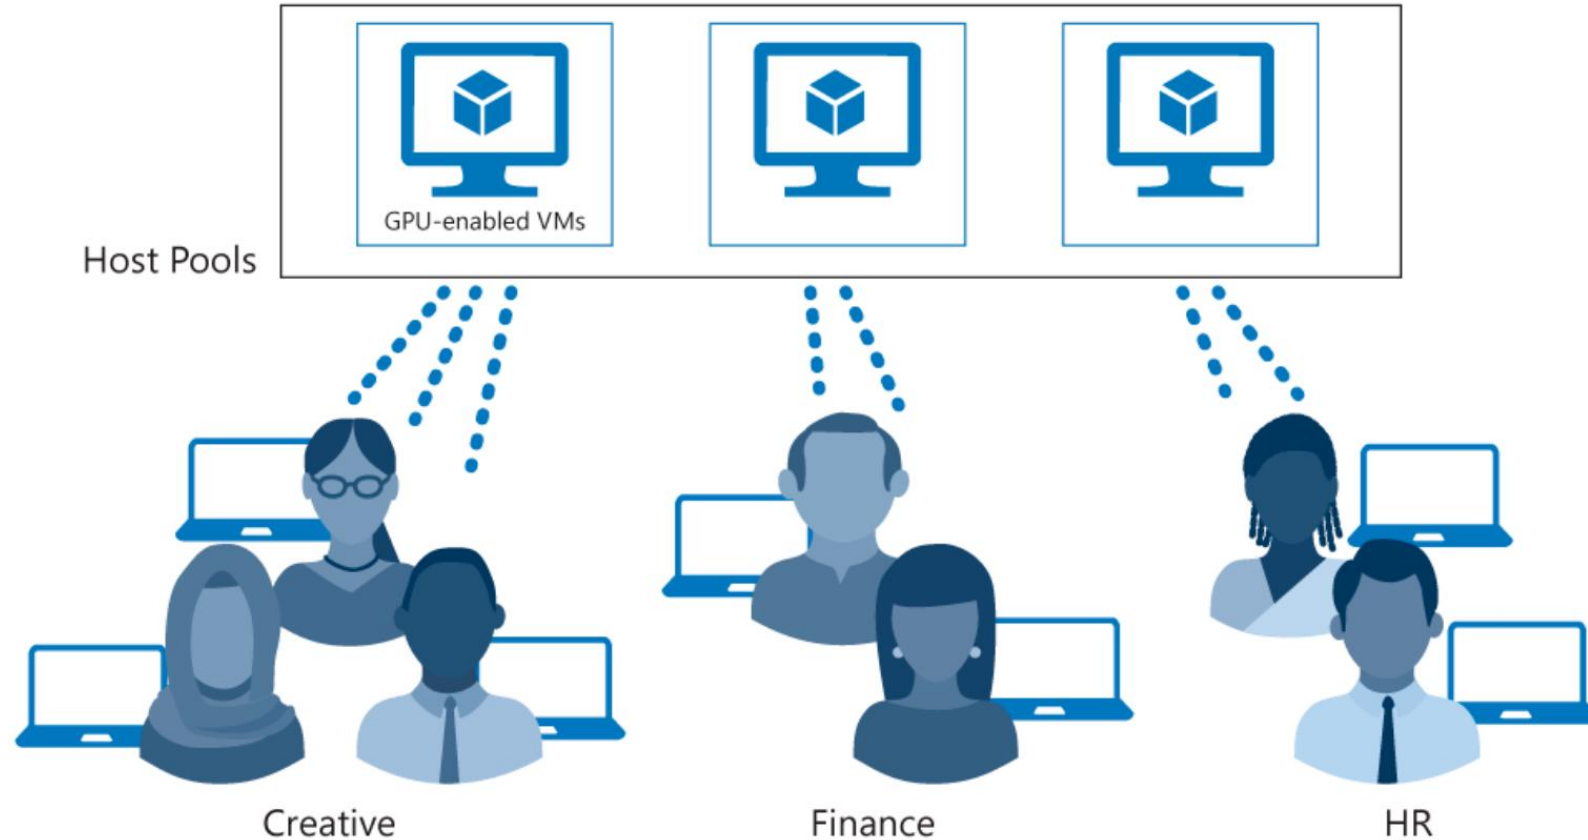 GPU-enabled VMs
Host Pools
Creative
Finance
HR